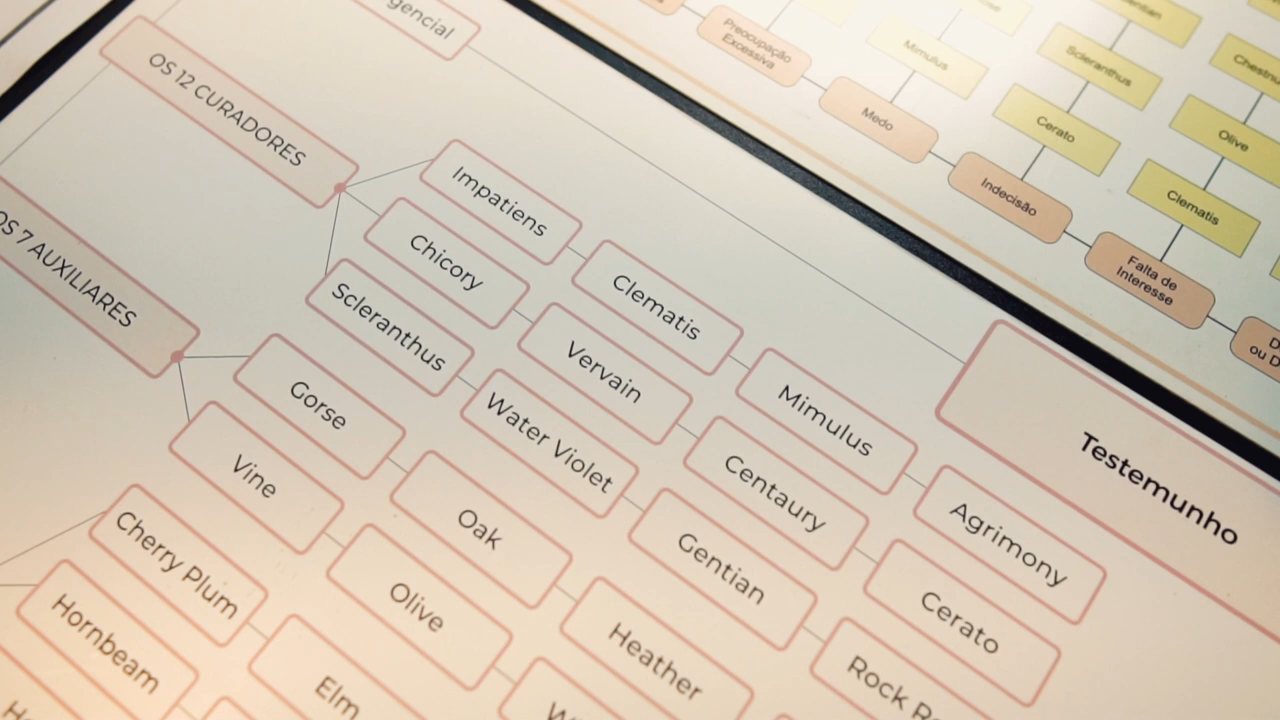 OS 12 CURADORES
Impatiens
Clematis
Mimulus
Agrimony
Chicory
Vervain
Centaury
Cerato
Scleranthus
Water Violet
Gentian
Rock
OS 7 AUXILIARES
Gorse
Oak
Heather
Vine
Olive
Cherry Plum
Elm
Hornbeam
Testemunho
Preocupação
Excessiva
Mimulus
Medo
Scleranthus
Cerato
Indecisão
Olive
Clematis
Falta de
Interesse